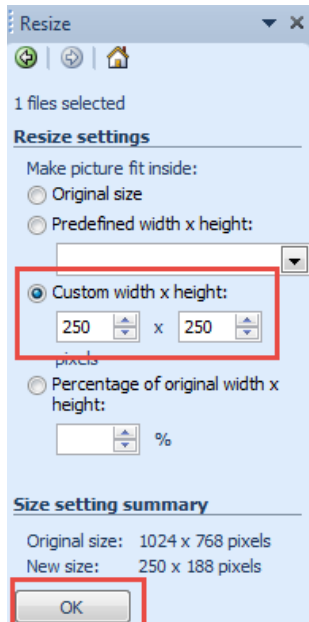 Resize
1 files selected
Resize settings
Make picture fit inside:
Original size
Predefined width x height:
Custom width x height:
250 x 250
pixels
Percentage of original width x
height:
%
Size setting summary
Original size: 1024 x 768 pixels
New size: 250 x 188 pixels
OK